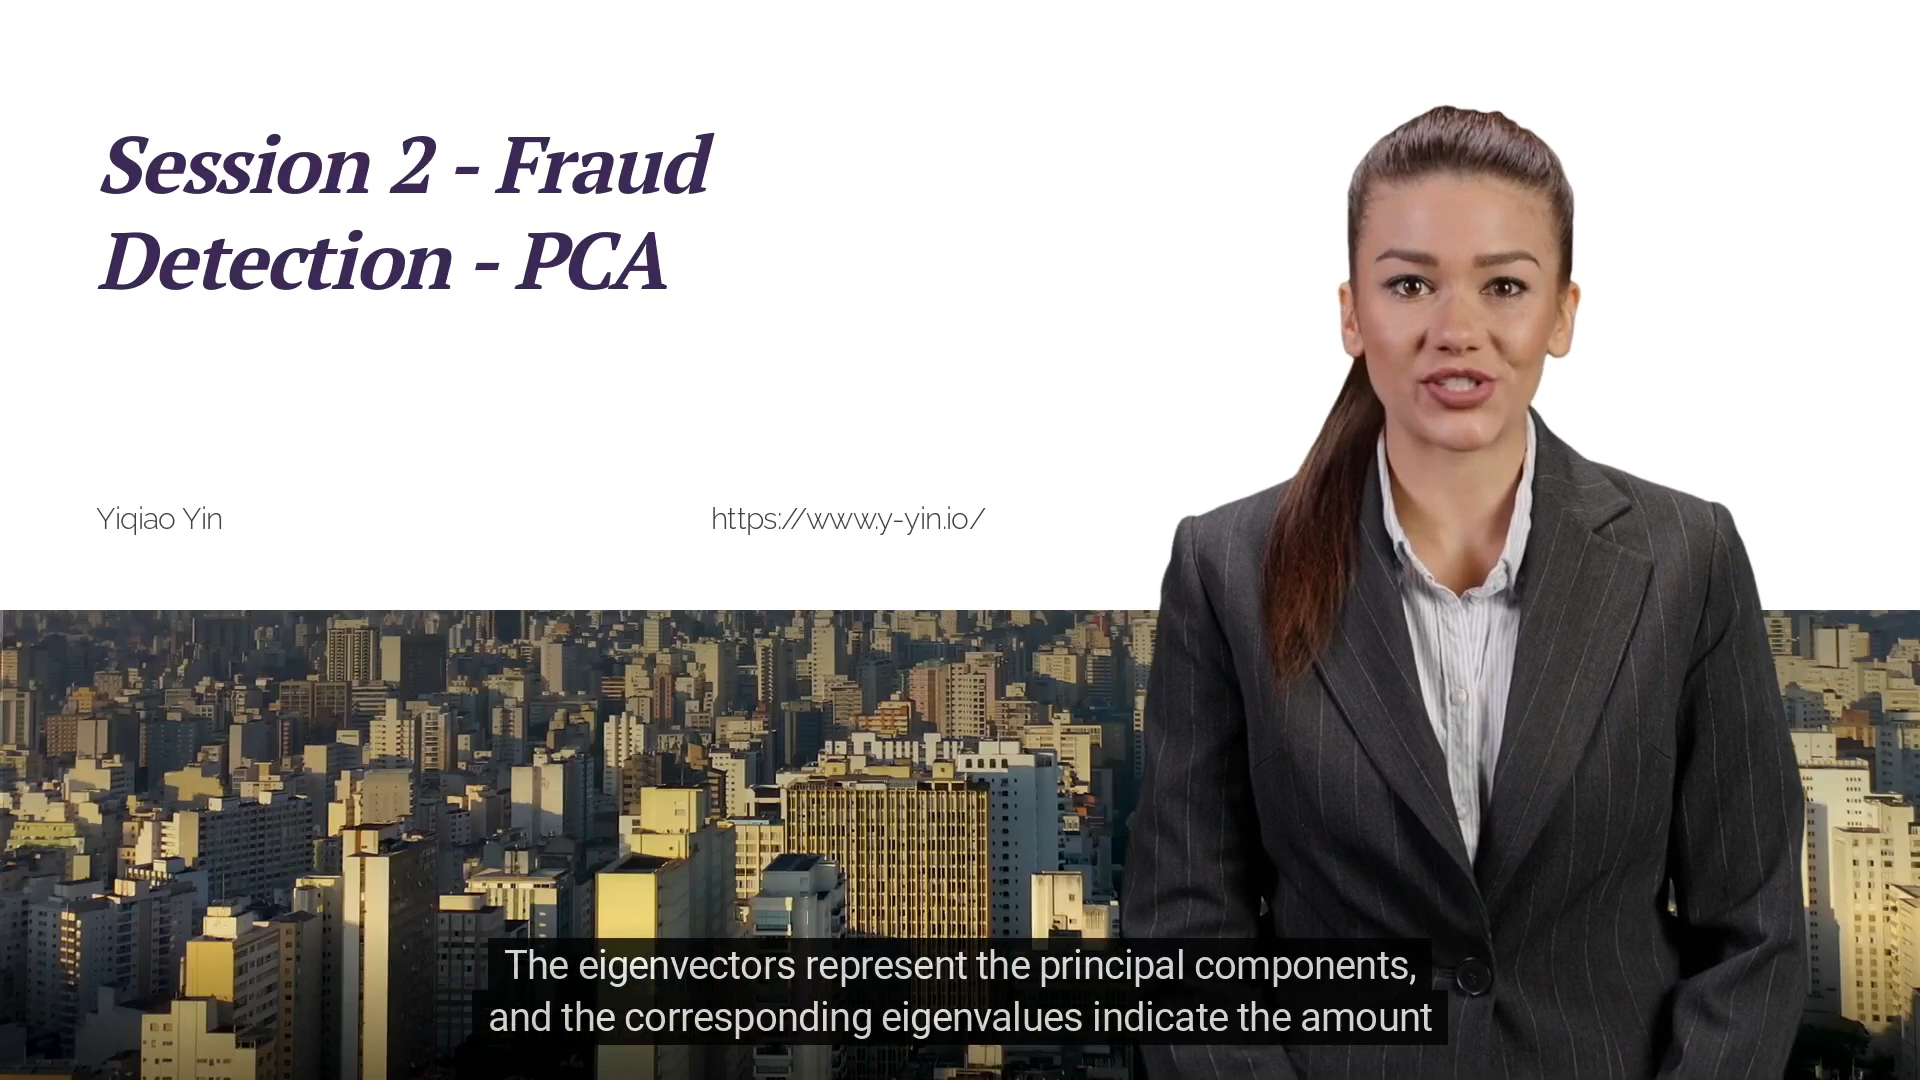 Session 2 - Fraud
Detection - PCA
Yiqiao Yin
https://www.y-yin.io/
The eigenvectors represent the principal components,
and the corresponding eigenvalues indicate the amount